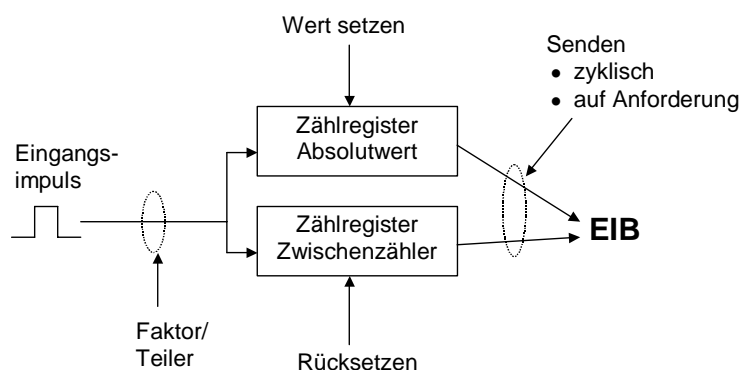 Wert setzen
Senden
• zyklisch
• auf Anforderung
Zählregister
Absolutwert
Eingangs-
impuls
Zählregister
Zwischenzähler
EIB
Faktor/
Teiler
Rücksetzen